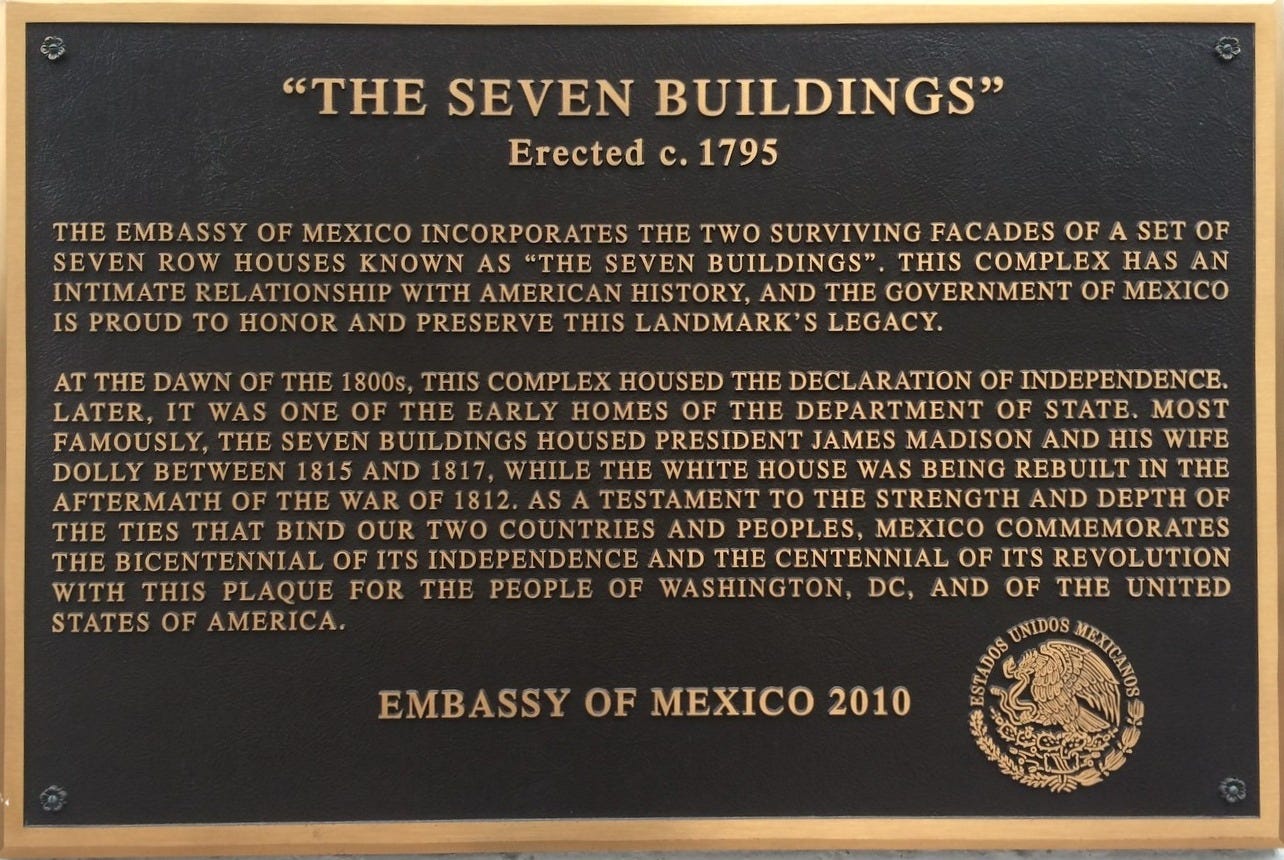 “THE SEVEN BUILDINGS”
Erected c. 1795
THE EMBASSY OF MEXICO INCORPORATES THE TWO SURVIVING FACADES OF A SET OF
SEVEN ROW HOUSES KNOWN AS “THE SEVEN BUILDINGS”. THIS COMPLEX HAS AN
INTIMATE RELATIONSHIP WITH AMERICAN HISTORY, AND THE GOVERNMENT OF MEXICO
IS PROUD TO HONOR AND PRESERVE THIS LANDMARK’S LEGACY.
AT THE DAWN OF THE 1800s, THIS COMPLEX HOUSED THE DECLARATION OF INDEPENDENCE.
LATER, IT WAS ONE OF THE EARLY HOMES OF THE DEPARTMENT OF STATE. MOST
FAMOUSLY, THE SEVEN BUILDINGS HOUSED PRESIDENT JAMES MADISON AND HIS WIFE
DOLLY BETWEEN 1815 AND 1817, WHILE THE WHITE HOUSE WAS BEING REBUILT IN THE
AFTERMATH OF THE WAR OF 1812. AS A TESTAMENT TO THE STRENGTH AND DEPTH OF
THE TIES THAT BIND OUR TWO COUNTRIES AND PEOPLES, MEXICO COMMEMORATES
THE BICENTENNIAL OF ITS INDEPENDENCE AND THE CENTENNIAL OF ITS REVOLUTION
WITH THIS PLAQUE FOR THE PEOPLE OF WASHINGTON, DC, AND OF THE UNITED
STATES OF AMERICA.
EMBASSY OF MEXICO 2010
ESTADOS UNIDOS MEXICANOS